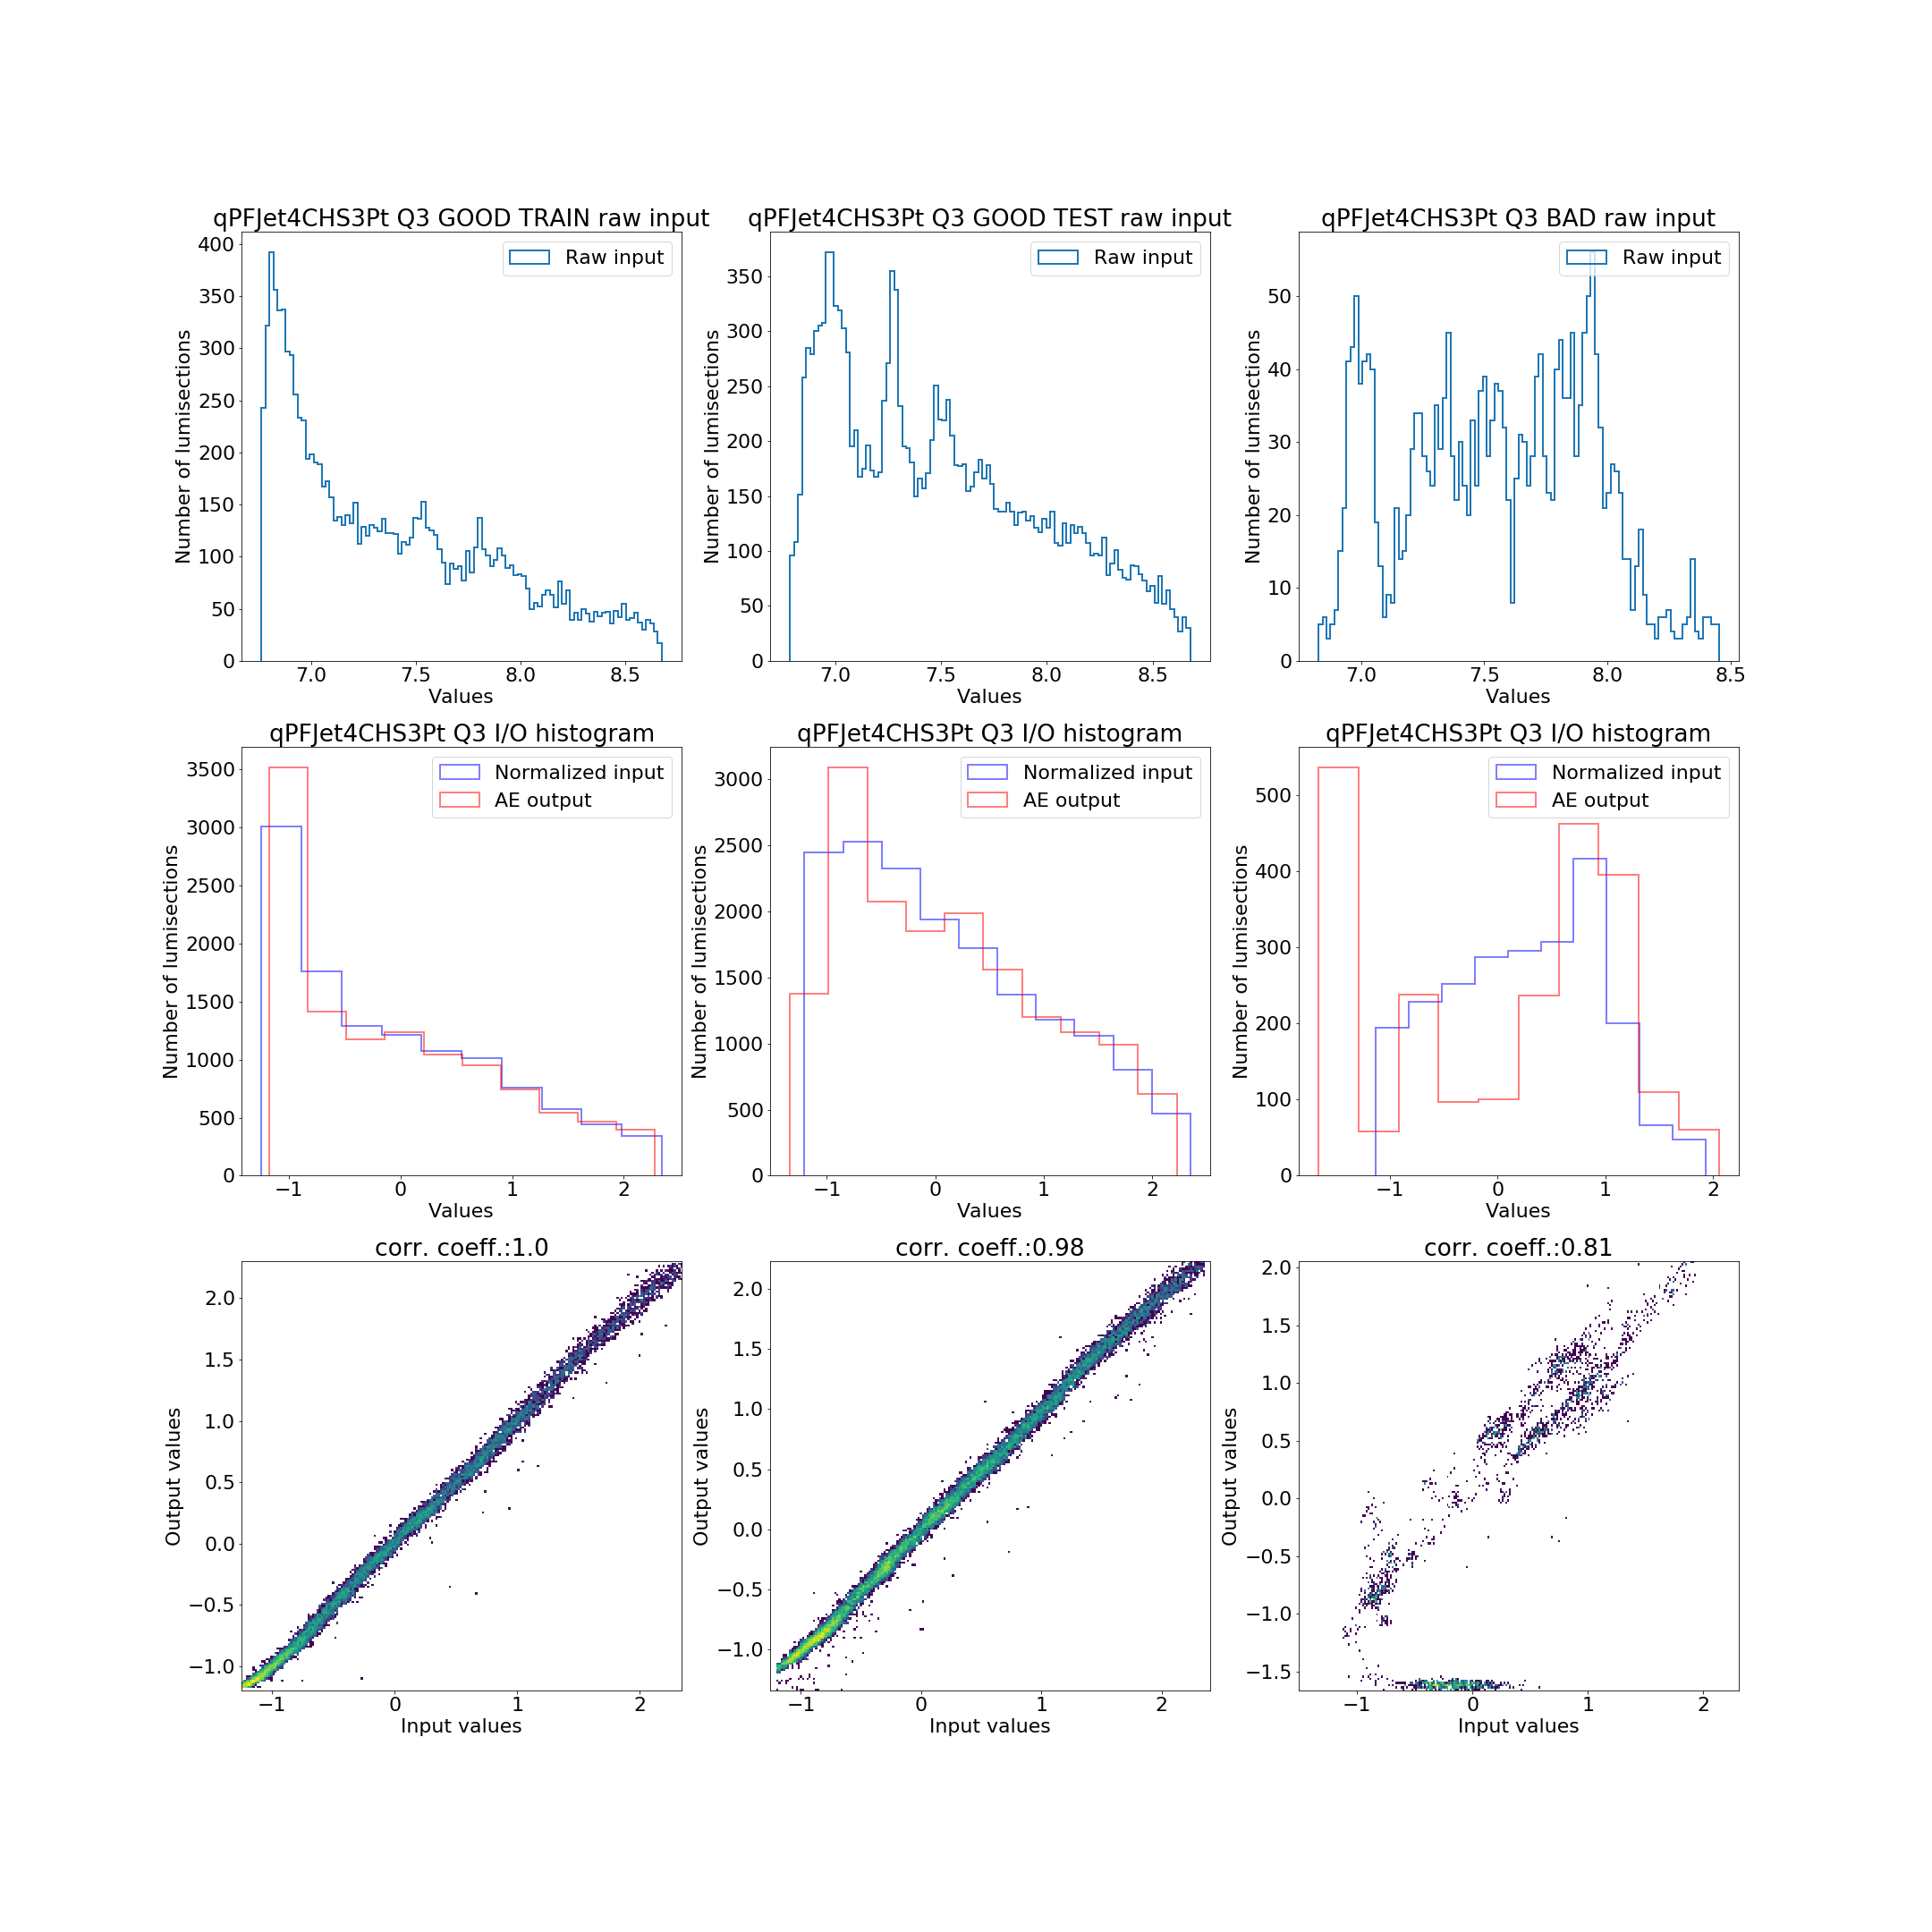 qPFJet4CHS3Pt Q3 GOOD TRAIN raw input
Raw input
Number of lumisections
400
350
300
250
200
150
100
50
0
7.0 7.5 8.0 8.5
Values
qPFJet4CHS3Pt Q3 GOOD TEST raw input
Raw input
Number of lumisections
350
300
250
200
150
100
50
0
7.0 7.5 8.0 8.5
Values
qPFJet4CHS3Pt Q3 BAD raw input
Raw input
Number of lumisections
50
40
30
20
10
0
7.0 7.5 8.0 8.5
Values
qPFJet4CHS3Pt Q3 I/O histogram
Normalized input
AE output
Number of lumisections
3500
3000
2500
2000
1500
1000
500
0
−1 0 1 2
Values
qPFJet4CHS3Pt Q3 I/O histogram
Normalized input
AE output
Number of lumisections
3000
2500
2000
1500
1000
500
0
−1 0 1 2
Values
qPFJet4CHS3Pt Q3 I/O histogram
Normalized input
AE output
Number of lumisections
500
400
300
200
100
0
−1 0 1 2
Values
corr. coeff.:1.0
Output values
2.0
1.5
1.0
0.5
0.0
−0.5
−1.0
−1 0 1 2
Input values
corr. coeff.:0.98
Output values
2.0
1.5
1.0
0.5
0.0
−0.5
−1.0
−1 0 1 2
Input values
corr. coeff.:0.81
Output values
2.0
1.5
1.0
0.5
0.0
−0.5
−1.0
−1.5
−1 0 1 2
Input values